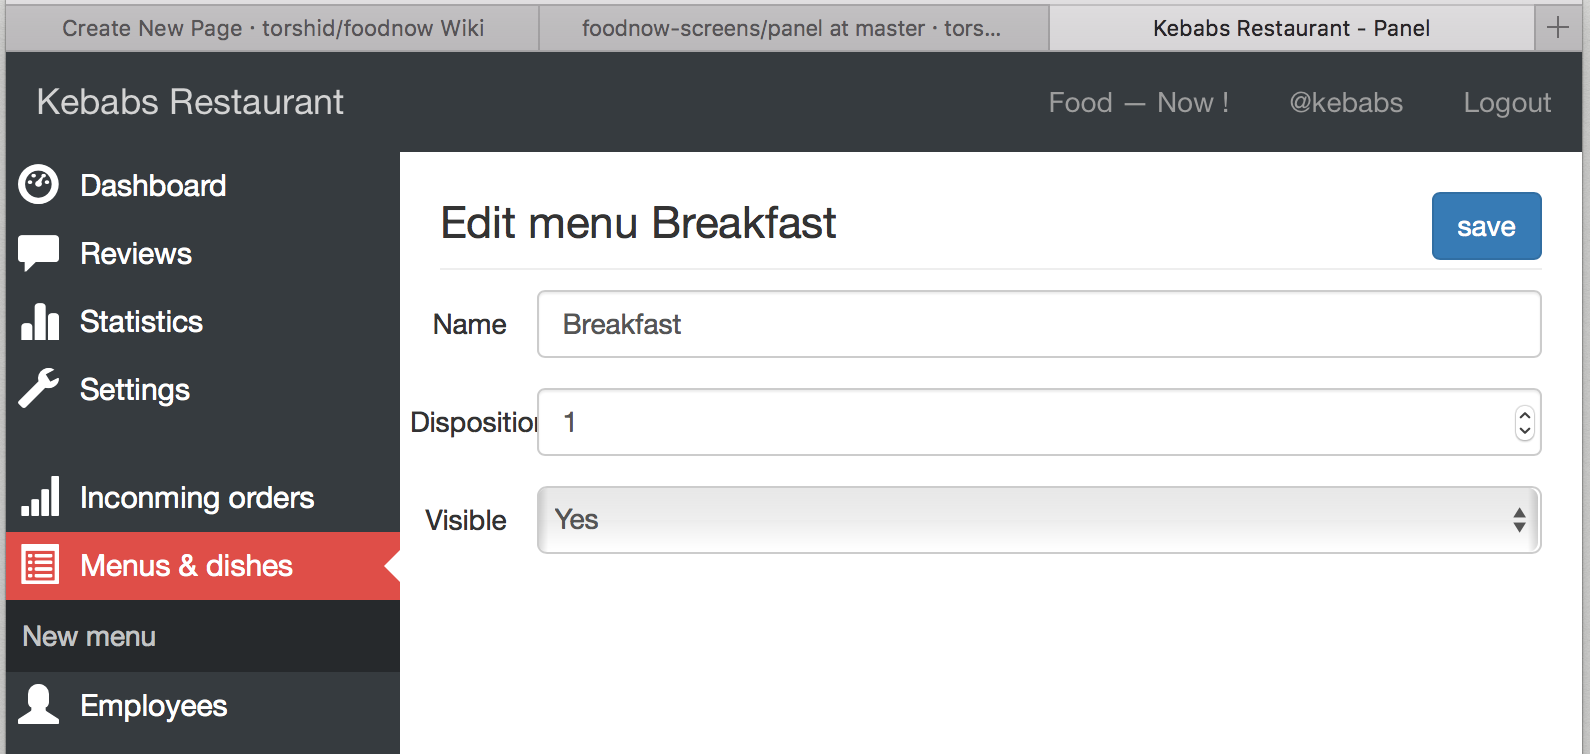 Create New Page · torshid/foodnow Wiki
foodnow-screens/panel at master · tors...
Kebabs Restaurant - Panel
Kebabs Restaurant
Food — Now !
@kebabs
Logout
Dashboard
Reviews
Statistics
Settings
Inconming orders
Menus & dishes
New menu
Employees
Edit menu Breakfast
save
Name
Breakfast
Disposition
1
Visible
Yes